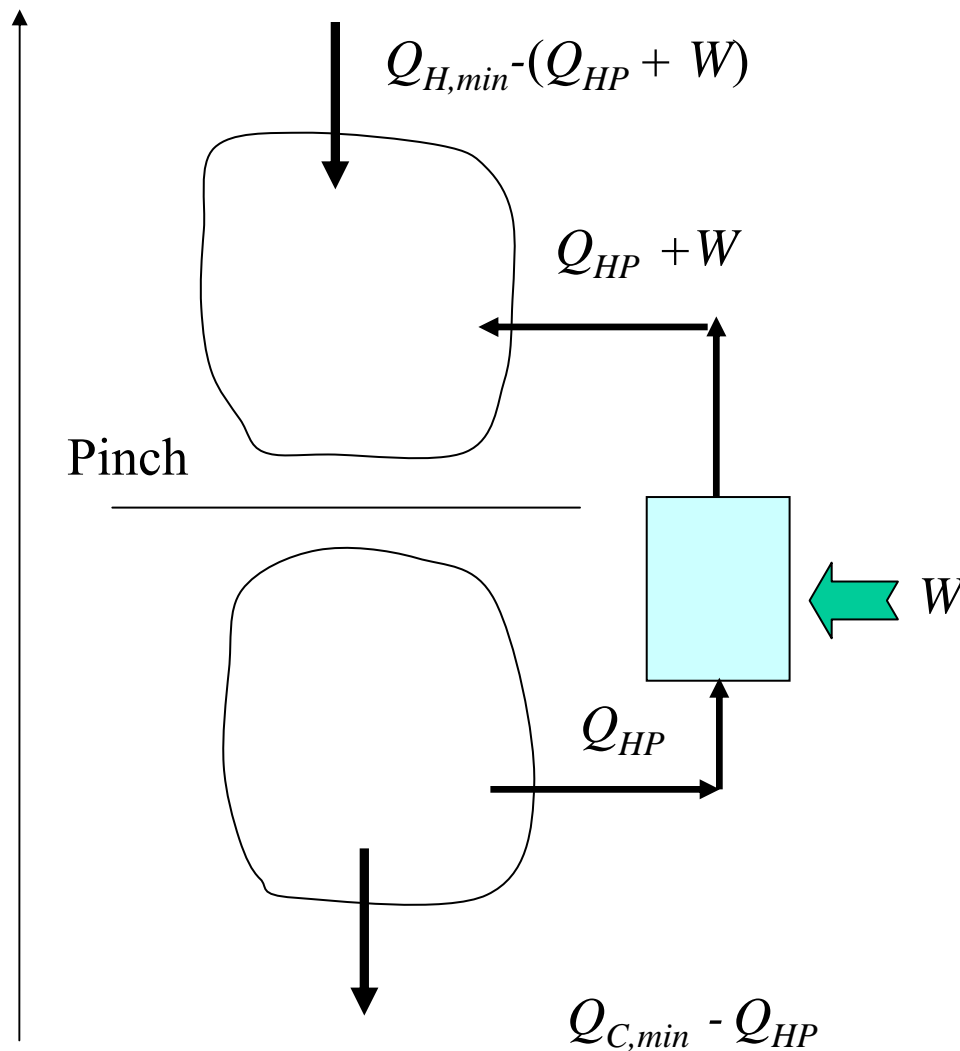 Q_{H,min}-(Q_{HP} + W)
Q_{HP} +W
Pinch
W
Q_{HP}
Q_{C,min} - Q_{HP}